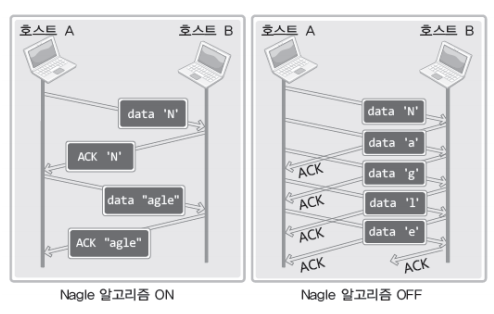 호스트 A
호스트 B
data 'N'
ACK 'N'
data "agle"
ACK "agle"
Nagle 알고리즘 ON
호스트 A
호스트 B
data 'N'
data 'a'
ACK
data 'g'
ACK
data 'l'
ACK
data 'e'
ACK
ACK
Nagle 알고리즘 OFF